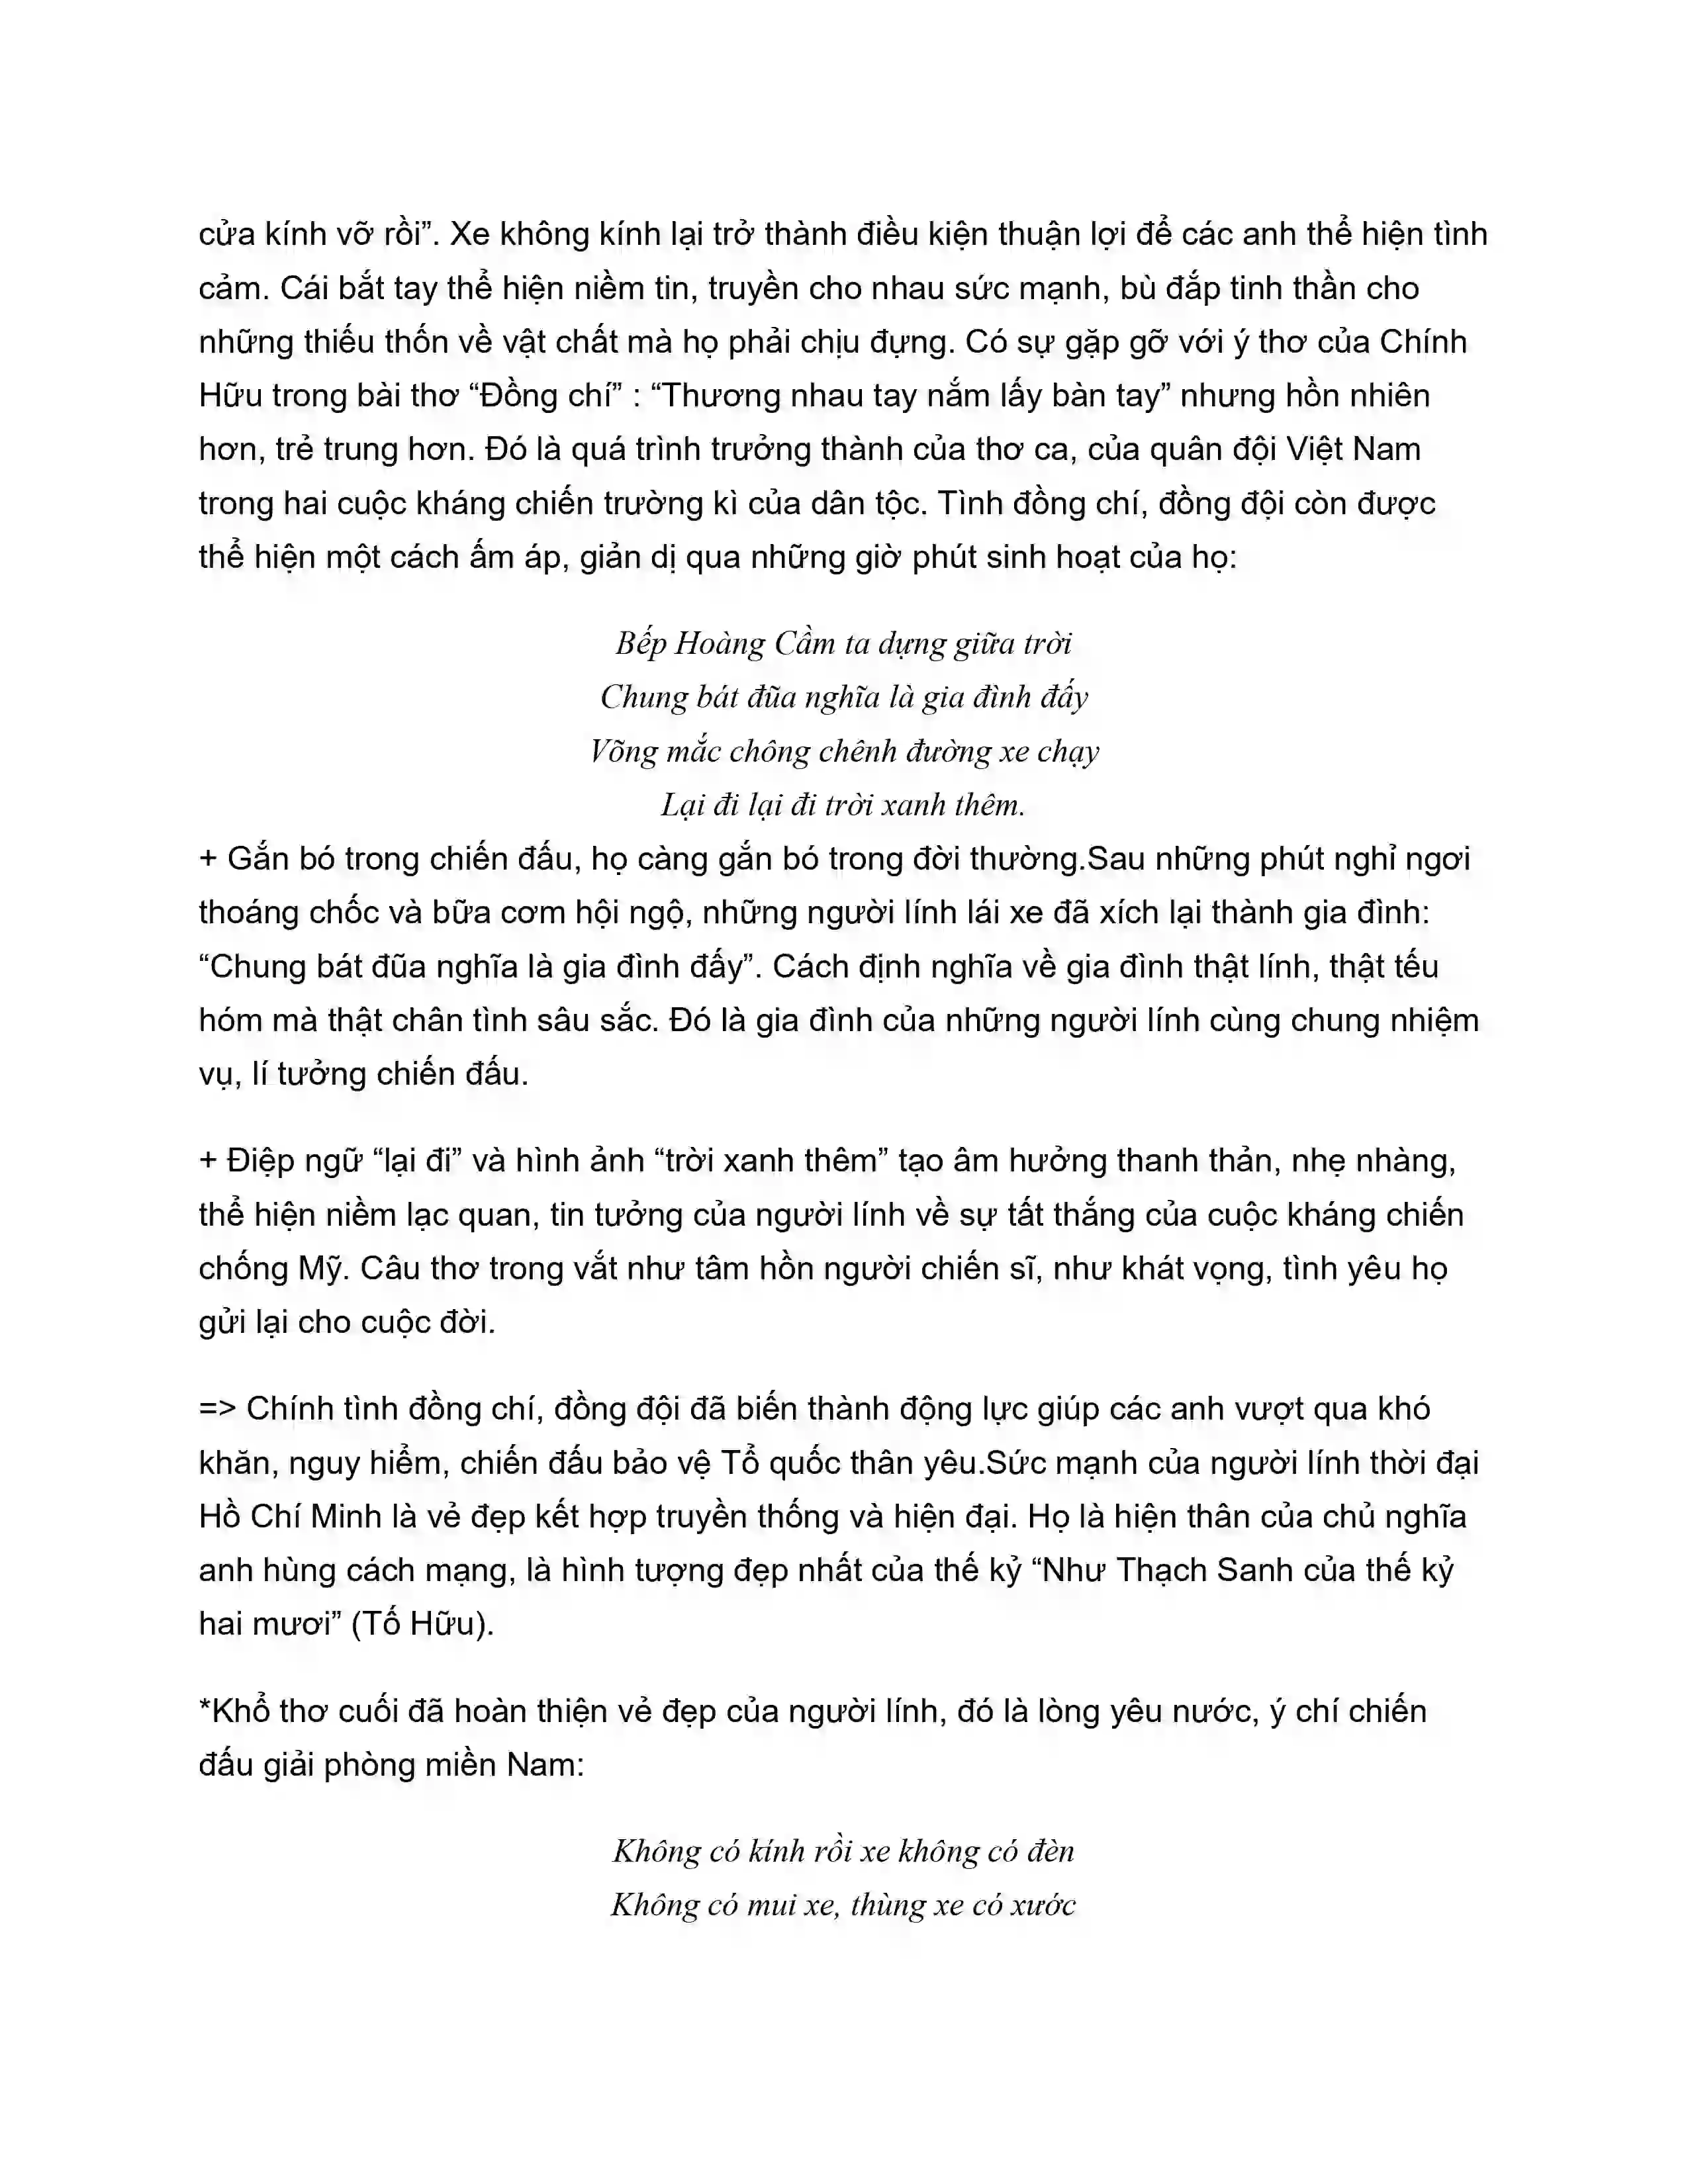 cửa kính vỡ rồi”. Xe không kính lại trở thành điều kiện thuận lợi để các anh thể hiện tình
cảm. Cái bắt tay thể hiện niềm tin, truyền cho nhau sức mạnh, bù đắp tinh thần cho
những thiếu thốn về vật chất mà họ phải chịu đựng. Có sự gặp gỡ với ý thơ của Chính
Hữu trong bài thơ “Đồng chí” : “Thương nhau tay nắm lấy bàn tay” nhưng hồn nhiên
hơn, trẻ trung hơn. Đó là quá trình trưởng thành của thơ ca, của quân đội Việt Nam
trong hai cuộc kháng chiến trường kì của dân tộc. Tình đồng chí, đồng đội còn được
thể hiện một cách ấm áp, giản dị qua những giờ phút sinh hoạt của họ:
Bếp Hoàng Cầm ta dựng giữa trời
Chung bát đũa nghĩa là gia đình đấy
Võng mắc chông chênh đường xe chạy
Lại đi lại đi trời xanh thêm.
+ Gắn bó trong chiến đấu, họ càng gắn bó trong đời thường.Sau những phút nghỉ ngơi
thoáng chốc và bữa cơm hội ngộ, những người lính lái xe đã xích lại thành gia đình:
“Chung bát đũa nghĩa là gia đình đấy”. Cách định nghĩa về gia đình thật lính, thật tếu
hóm mà thật chân tình sâu sắc. Đó là gia đình của những người lính cùng chung nhiệm
vụ, lí tưởng chiến đấu.
+ Điệp ngữ “lại đi” và hình ảnh “trời xanh thêm” tạo âm hưởng thanh thản, nhẹ nhàng,
thể hiện niềm lạc quan, tin tưởng của người lính về sự tất thắng của cuộc kháng chiến
chống Mỹ. Câu thơ trong vắt như tâm hồn người chiến sĩ, như khát vọng, tình yêu họ
gửi lại cho cuộc đời.
=> Chính tình đồng chí, đồng đội đã biến thành động lực giúp các anh vượt qua khó
khăn, nguy hiểm, chiến đấu bảo vệ Tổ quốc thân yêu.Sức mạnh của người lính thời đại
Hồ Chí Minh là vẻ đẹp kết hợp truyền thống và hiện đại. Họ là hiện thân của chủ nghĩa
anh hùng cách mạng, là hình tượng đẹp nhất của thế kỷ “Như Thạch Sanh của thế kỷ
hai mươi” (Tố Hữu).
*Khổ thơ cuối đã hoàn thiện vẻ đẹp của người lính, đó là lòng yêu nước, ý chí chiến
đấu giải phòng miền Nam:
Không có kính rồi xe không có đèn
Không có mui xe, thùng xe có xước